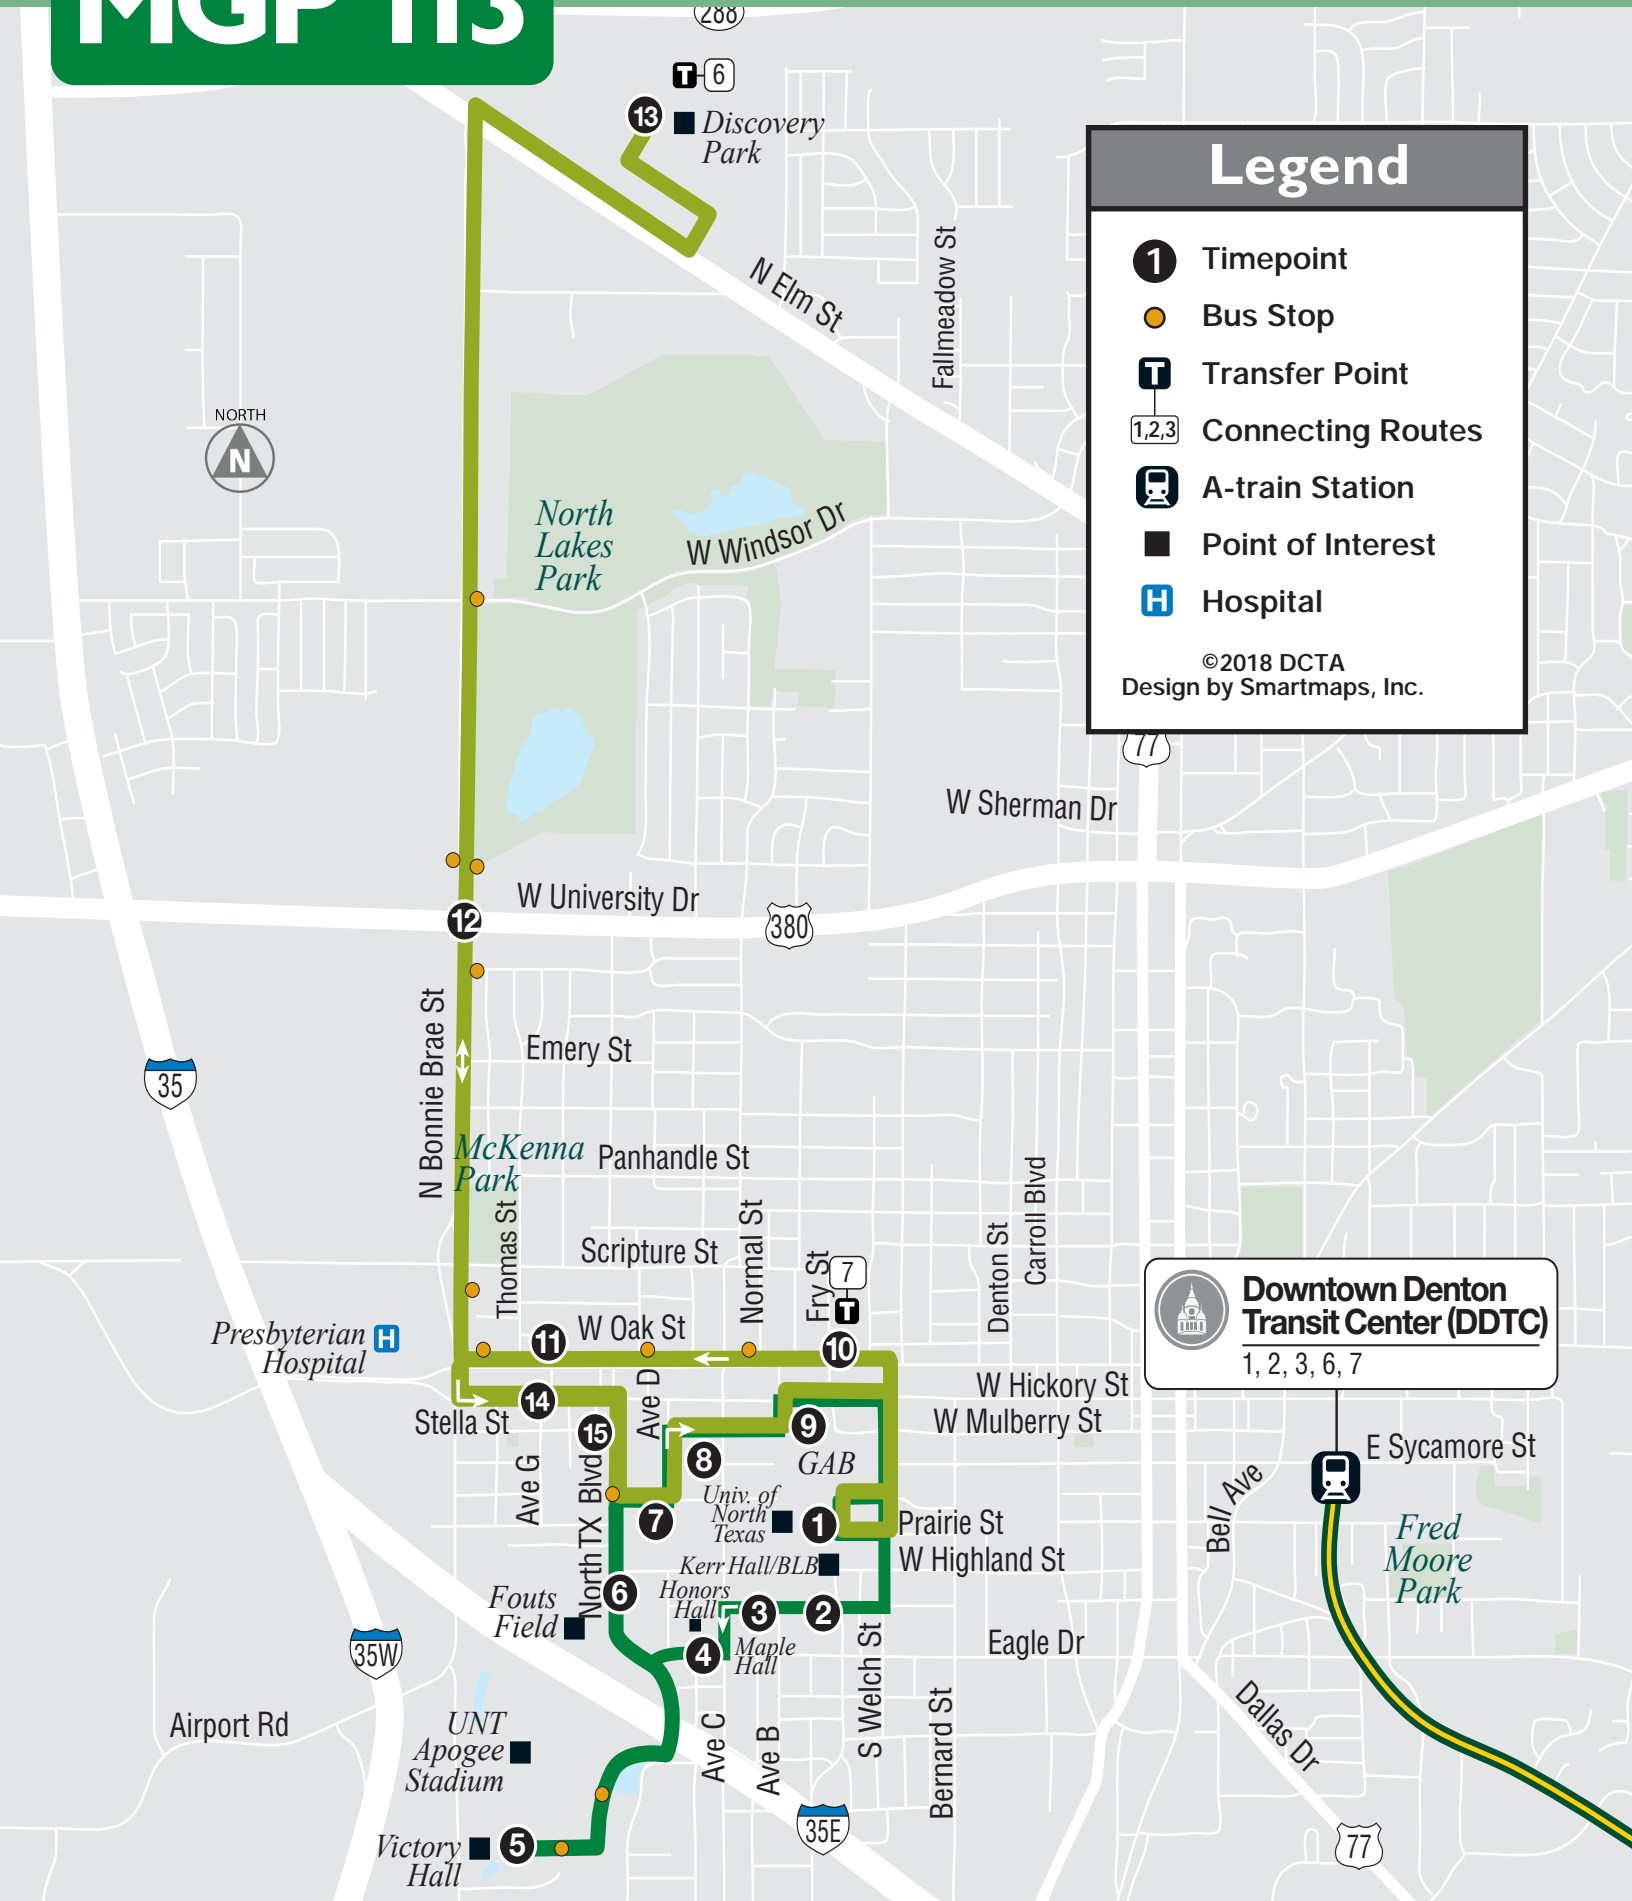 MGP 113
288
T 6
13
Discovery
Park
Legend
1 Timepoint
Bus Stop
T Transfer Point
1,2,3 Connecting Routes
A-train Station
Point of Interest
H Hospital
©2018 DCTA
Design by Smartmaps, Inc.
N Elm St
Fallmeadow St
NORTH
N
North
Lakes
Park
W Windsor Dr
77
W Sherman Dr
W University Dr
380
12
N Bonnie Brae St
Emery St
35
McKenna
Park
Panhandle St
Thomas St
Scripture St
Normal St
Fry St
7
T
Denton St
Carroll Blvd
Downtown Denton
Transit Center (DDTC)
1, 2, 3, 6, 7
Presbyterian
Hospital
H
11
W Oak St
10
W Hickory St
14
Stella St
15
Ave D
W Mulberry St
9
GAB
8
E Sycamore St
Ave G
North TX Blvd
Univ. of
North
Texas
7
1
Prairie St
Bell Ave
Fred
Moore
Park
W Highland St
Kerr Hall/BLB
Honors
Hall
6
3
2
Fouts
Field
4
Maple
Hall
Eagle Dr
S Welch St
35W
Airport Rd
UNT
Apogee
Stadium
Ave C
Ave B
Bernard St
Dallas Dr
35E
77
Victory
Hall
5